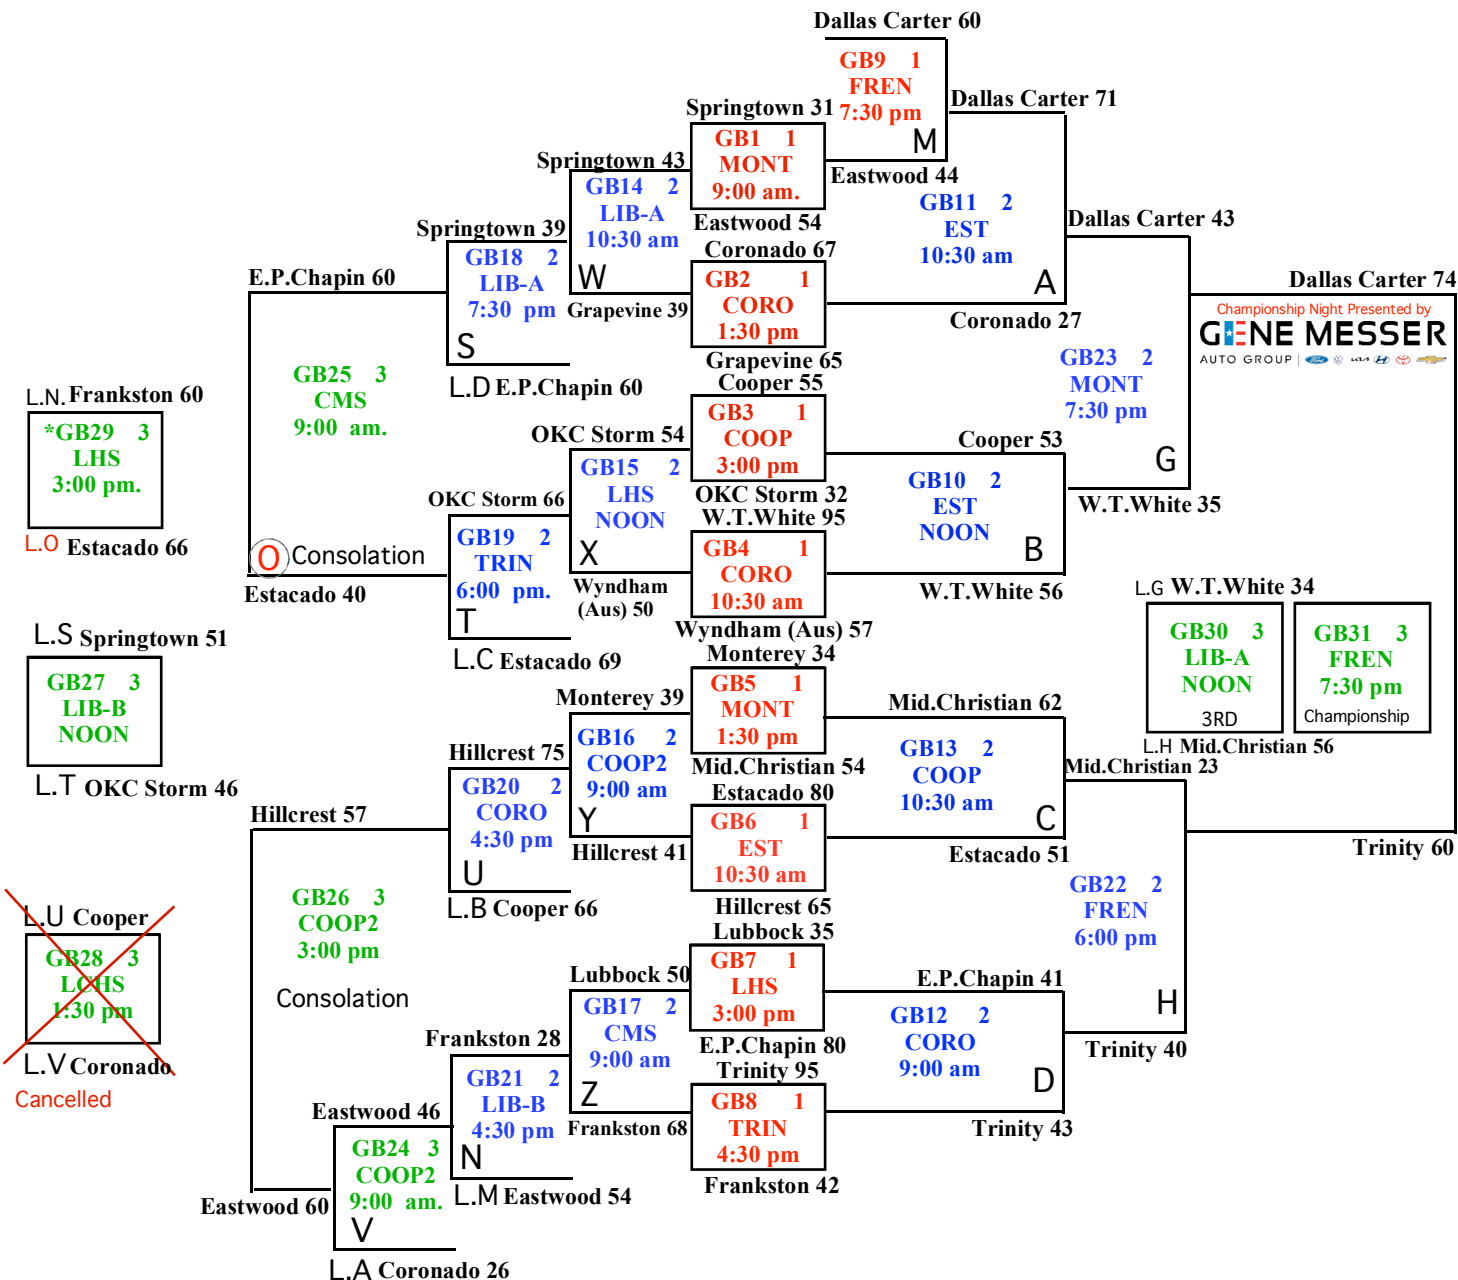 Dallas Carter 60
GB9 1
FREN
7:30 pm
M
Eastwood 44
Dallas Carter 71
Springtown 31
GB1 1
MONT
9:00 am.
Eastwood 54
Springtown 43
GB14 2
LIB-A
10:30 am
W
Grapevine 39
GB11 2
EST
10:30 am
A
Coronado 27
Dallas Carter 43
Springtown 39
GB18 2
LIB-A
7:30 pm
S
L.D E.P.Chapin 60
Coronado 67
GB2 1
CORO
1:30 pm
Grapevine 65
E.P.Chapin 60
GB25 3
CMS
9:00 am.
O Consolation
Estacado 40
Dallas Carter 74
Championship Night Presented by
GENE MESSER
AUTO GROUP
GB23 2
MONT
7:30 pm
G
W.T.White 35
L.N. Frankston 60
*GB29 3
LHS
3:00 pm.
L.O Estacado 66
Cooper 55
GB3 1
COOP
3:00 pm
OKC Storm 32
OKC Storm 54
GB15 2
LHS
NOON
X
Wyndham
(Aus) 50
Cooper 53
GB10 2
EST
NOON
B
W.T.White 56
OKC Storm 66
GB19 2
TRIN
6:00 pm.
T
L.C Estacado 69
W.T.White 95
GB4 1
CORO
10:30 am
Wyndham (Aus) 57
L.G W.T.White 34
GB30 3
LIB-A
NOON
3RD
L.H Mid.Christian 56
GB31 3
FREN
7:30 pm
Championship
L.S Springtown 51
GB27 3
LIB-B
NOON
L.T OKC Storm 46
Monterey 34
GB5 1
MONT
1:30 pm
Mid.Christian 54
Monterey 39
GB16 2
COOP2
9:00 am
Y
Hillcrest 41
Mid.Christian 62
GB13 2
COOP
10:30 am
C
Estacado 51
Mid.Christian 23
Hillcrest 75
GB20 2
CORO
4:30 pm
U
L.B Cooper 66
Estacado 80
GB6 1
EST
10:30 am
Hillcrest 65
Hillcrest 57
GB26 3
COOP2
3:00 pm
Consolation
Eastwood 60
Trinity 60
GB22 2
FREN
6:00 pm
H
Trinity 40
L.U Cooper
GB28 3
LCHS
1:30 pm
L.V Coronado
Cancelled
Lubbock 35
GB7 1
LHS
3:00 pm
E.P.Chapin 80
Lubbock 50
GB17 2
CMS
9:00 am
Z
Frankston 68
E.P.Chapin 41
GB12 2
CORO
9:00 am
D
Trinity 43
Frankston 28
GB21 2
LIB-B
4:30 pm
N
L.M Eastwood 54
Trinity 95
GB8 1
TRIN
4:30 pm
Frankston 42
Eastwood 46
GB24 3
COOP2
9:00 am.
V
L.A Coronado 26